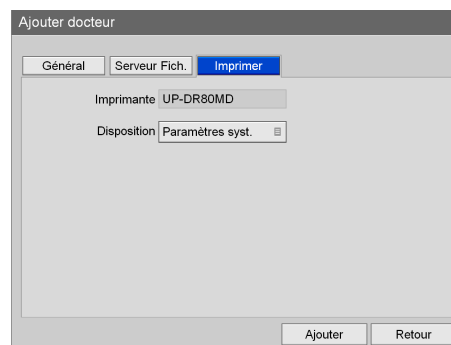 Ajouter docteur
Général Serveur Fich. Imprimer
Imprimante UP-DR80MD
Disposition Paramètres syst.
Ajouter Retour